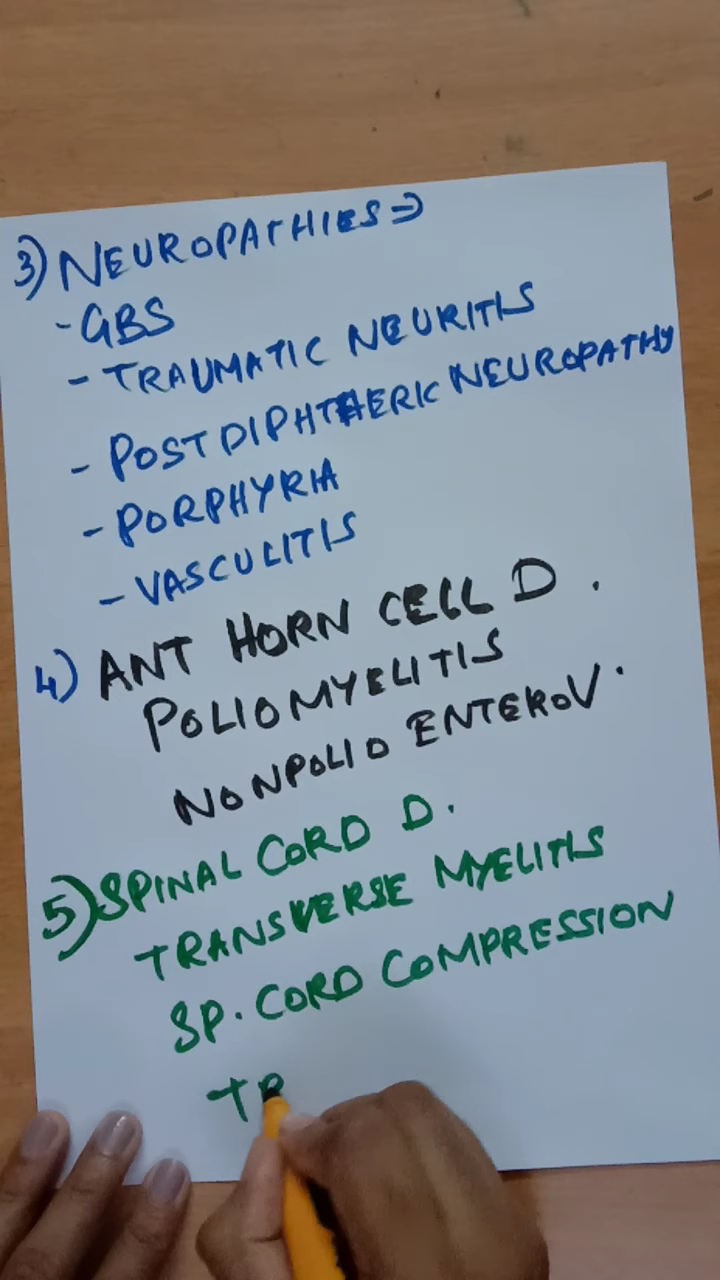 3) NEUROPATHIES ⇒
- GBS
- TRAUMATIC NEURITIS
- POSTDIPHTHERIC NEUROPATHY
- PORPHYRIA
- VASCULITIS
4) ANT HORN CELL D.
POLIOMYELITIS
NONPOLIO ENTEROV.
5) SPINAL CORD D.
TRANSVERSE MYELITIS
SP. CORD COMPRESSION
TR